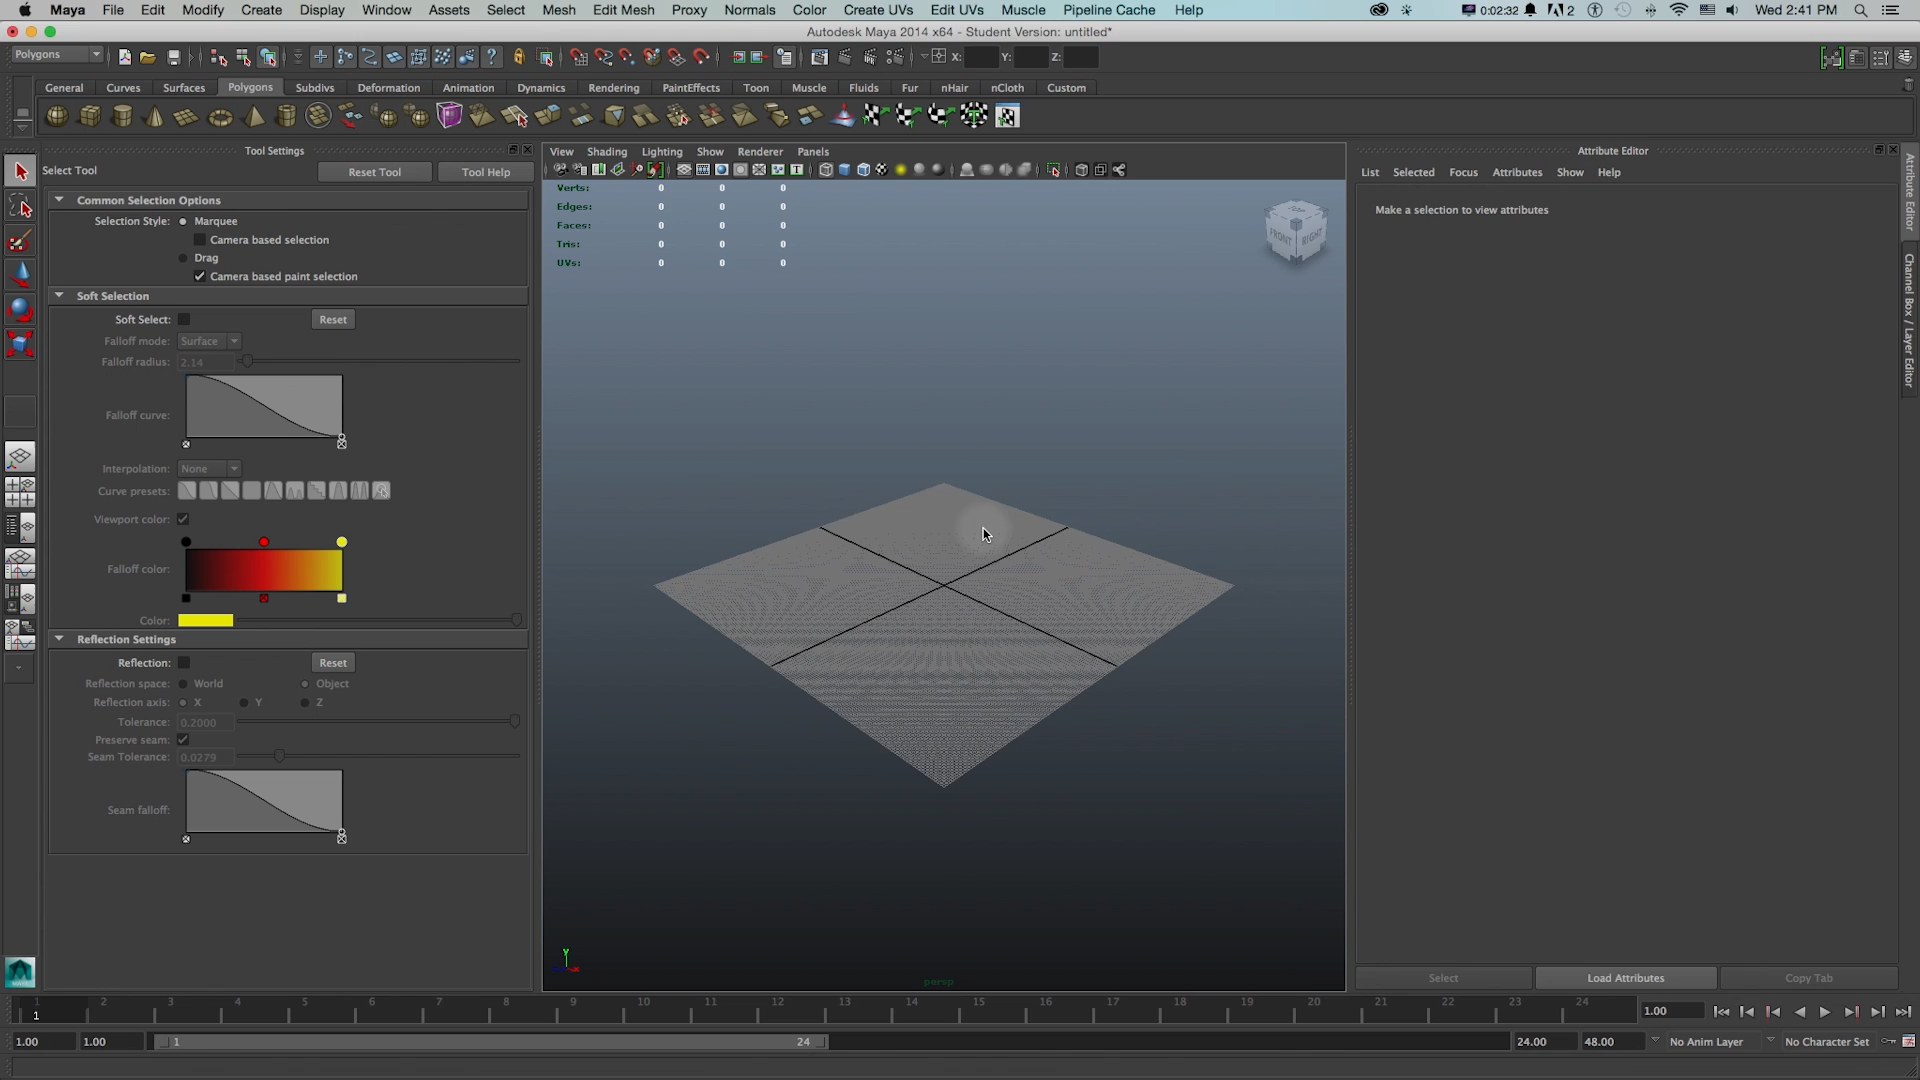 Maya File Edit Modify Create Display Window Assets Select Mesh Edit Mesh Proxy Normals Color Create UVs Edit UVs Muscle Pipeline Cache Help 0:02:32 2 Wed 2:41 PM
Autodesk Maya 2014 x64 - Student Version: untitled*
Polygons X: Y: Z:
General Curves Surfaces Polygons Subdivs Deformation Animation Dynamics Rendering PaintEffects Toon Muscle Fluids Fur nHair nCloth Custom
Tool Settings
Select Tool Reset Tool Tool Help
Common Selection Options
Selection Style: Marquee
Camera based selection
Drag
Camera based paint selection
Soft Selection
Soft Select: Reset
Falloff mode: Surface
Falloff radius: 2.14
Falloff curve:
Interpolation: None
Curve presets:
Viewport color:
Falloff color:
Color:
Reflection Settings
Reflection: Reset
Reflection space: World Object
Reflection axis: X Y Z
Tolerance: 0.2000
Preserve seam:
Seam Tolerance: 0.0279
Seam falloff:
View Shading Lighting Show Renderer Panels
Verts: 0 0 0
Edges: 0 0 0
Faces: 0 0 0
Tris: 0 0 0
UVs: 0 0 0
FRONT RIGHT
Y
persp
Attribute Editor
List Selected Focus Attributes Show Help
Make a selection to view attributes
Select Load Attributes Copy Tab
Attribute Editor
Channel Box / Layer Editor
1 2 3 4 5 6 7 8 9 10 11 12 13 14 15 16 17 18 19 20 21 22 23 24
1 1.00
1.00 1.00 1 24 24.00 48.00 No Anim Layer No Character Set